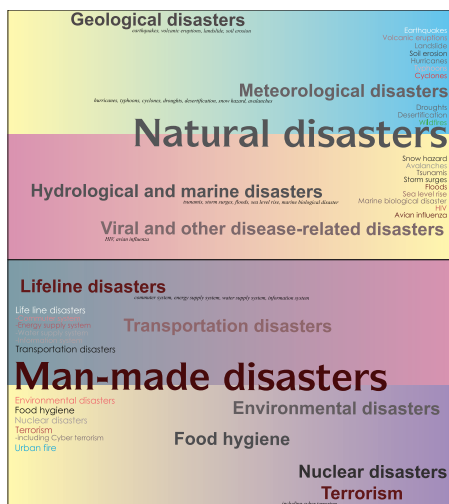 Geological disasters
earthquakes, volcanic eruptions, landslide, soil erosion
Earthquakes
Volcanic eruptions
Landslide
Soil erosion
Hurricanes
Cyclones
Meteorological disasters
hurricanes, typhoons, cyclones, droughts, desertification, snow hazard, avalanches
Droughts
Desertification
Wildfires
Natural disasters
Snow hazard
Avalanches
Tsunamis
Storm surges
Floods
Sea level rise
Marine biological disaster
HIV
Avian influenza
Hydrological and marine disasters
tsunamis, storm surges, floods, sea level rise, marine biological disaster
Viral and other disease-related disasters
HIV, avian influenza
Lifeline disasters
commuter system, energy supply system, water supply system, information system
Life line disasters
-Energy supply system
Transportation disasters
Transportation disasters
Man-made disasters
Environmental disasters
Food hygiene
Nuclear disasters
Terrorism
-including Cyber terrorism
Urban fire
Environmental disasters
Food hygiene
Nuclear disasters
Terrorism